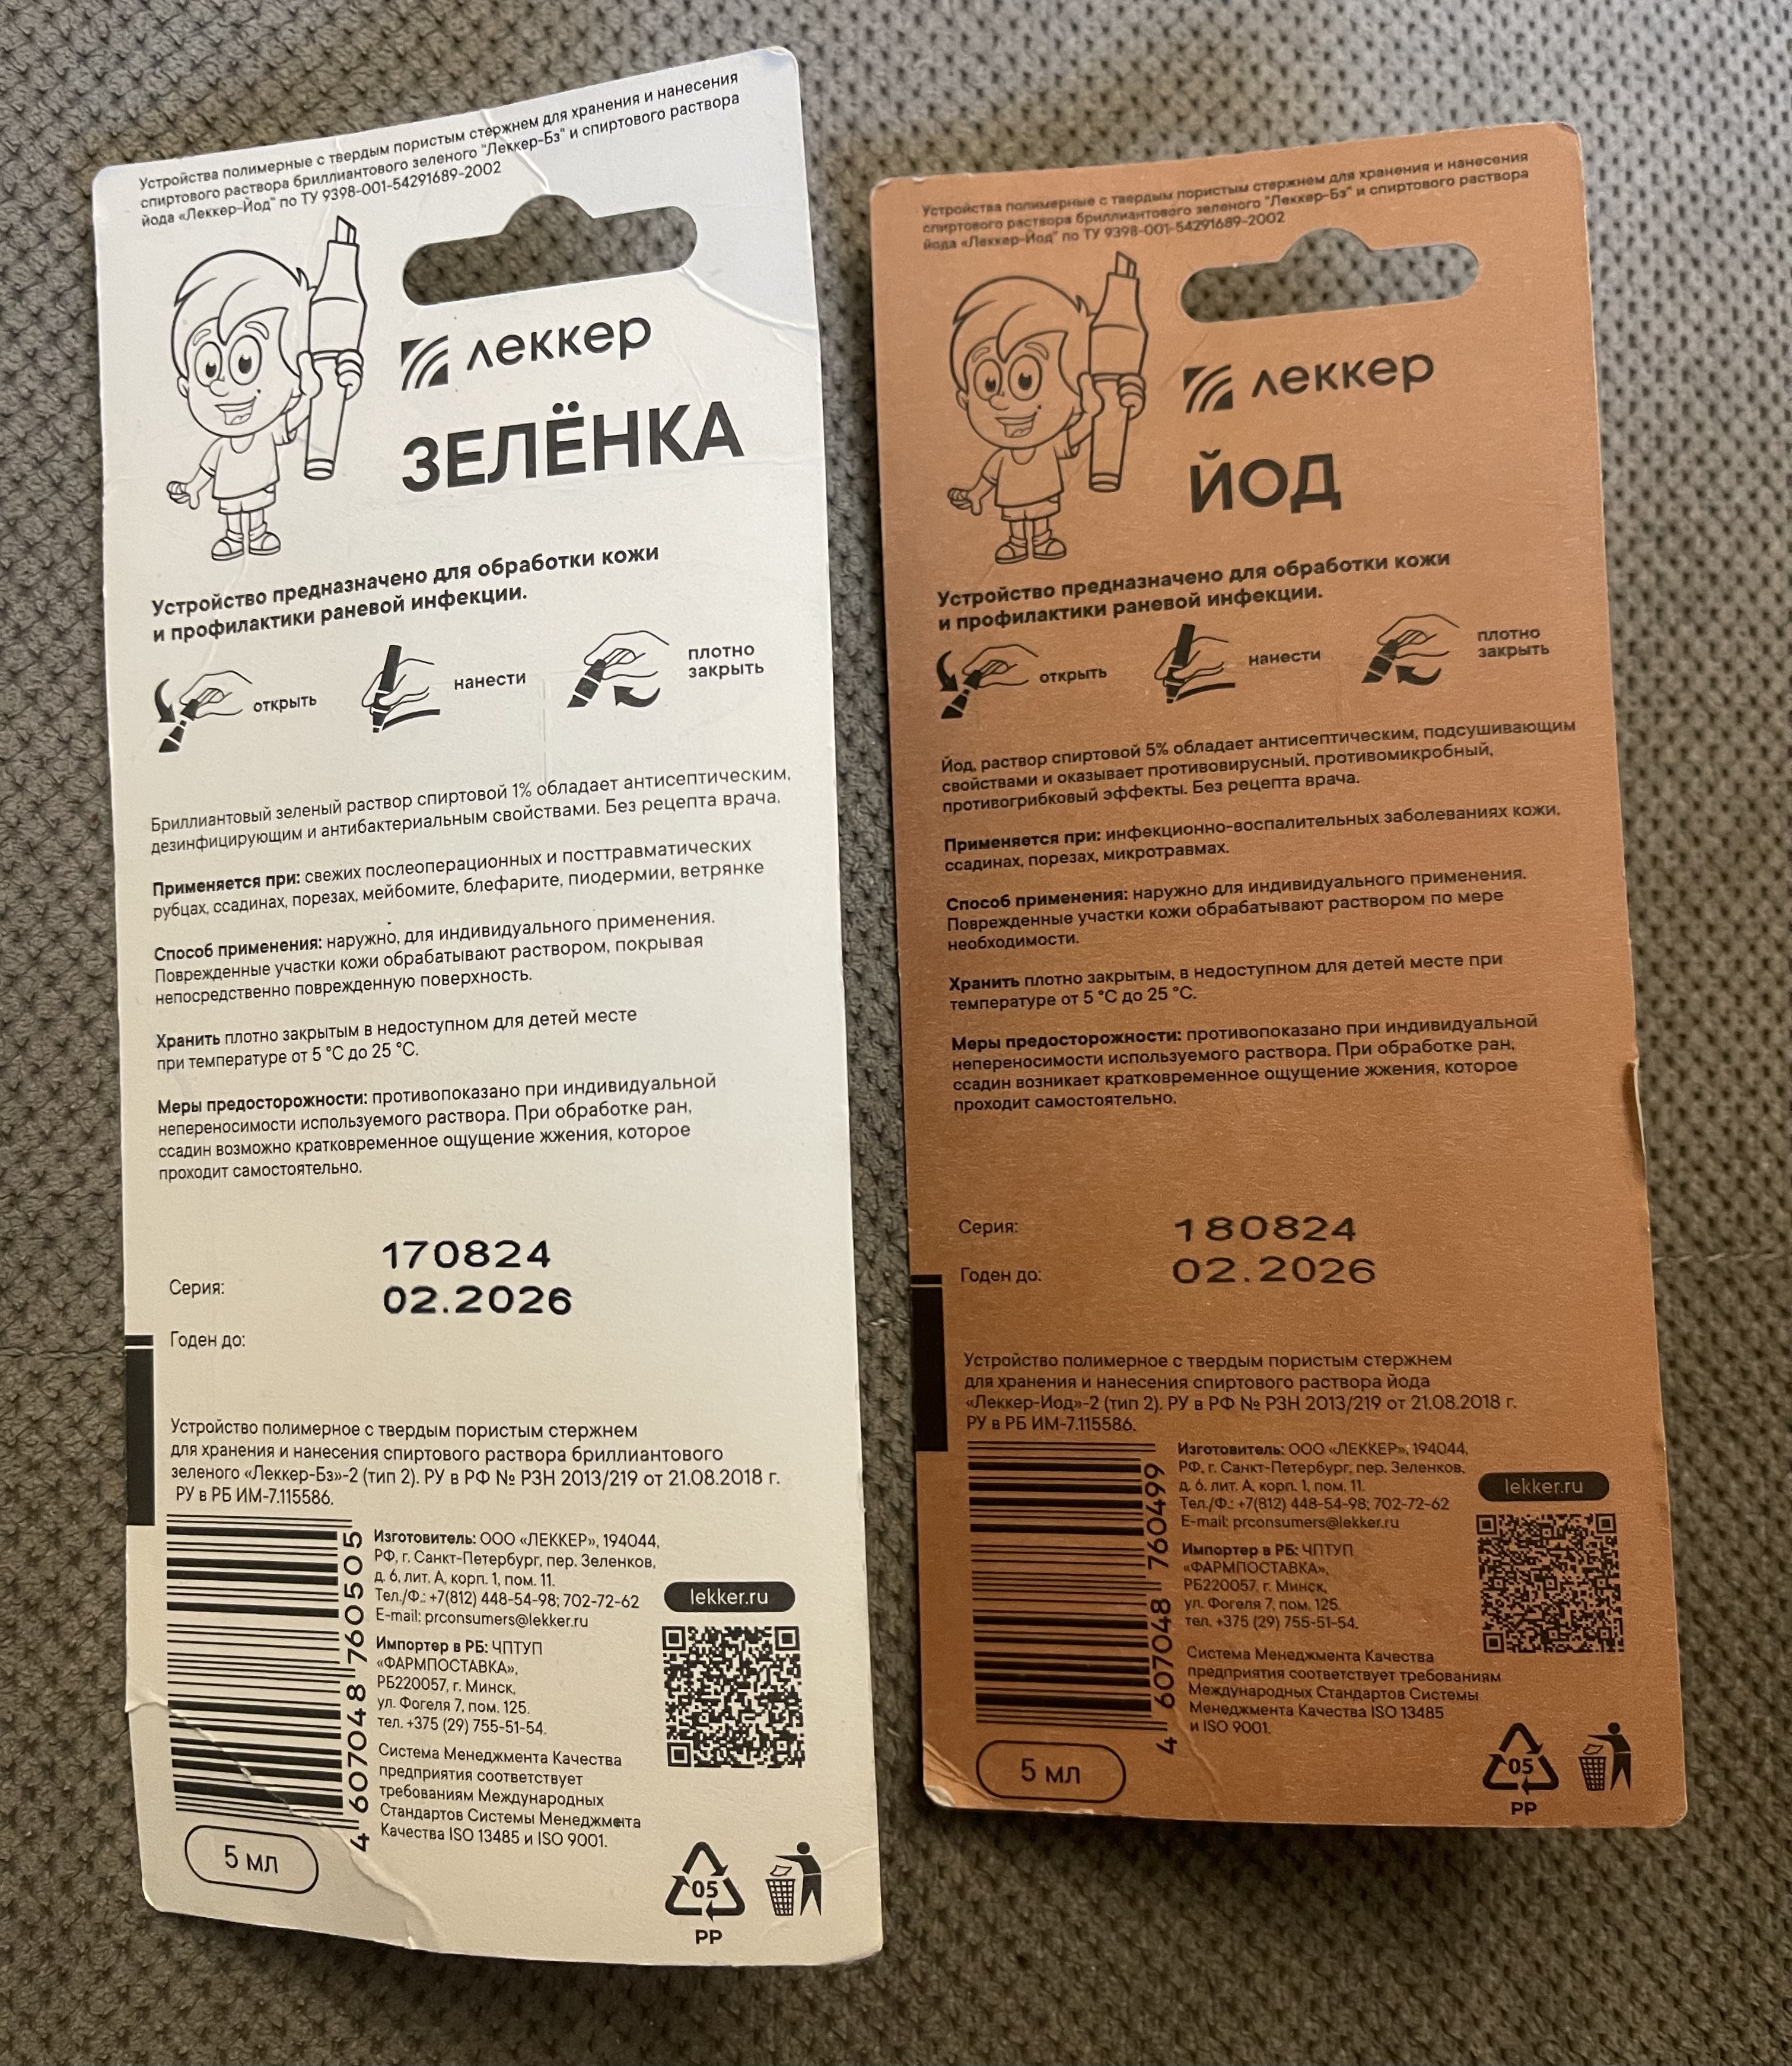 Устройства полимерные с твердым пористым стержнем для хранения и нанесения
спиртового раствора бриллиантового зеленого "Леккер-Бз" и спиртового раствора
йода «Леккер-Йод" по ТУ 9398-001-54291689-2002
леккер
ЗЕЛЁНКА
Устройство предназначено для обработки кожи
и профилактики раневой инфекции.
открыть
нанести
плотно
закрыть
Бриллиантовый зеленый раствор спиртовой 1% обладает антисептическим,
дезинфицирующим и антибактериальным свойствами. Без рецепта врача.
Применяется при: свежих послеоперационных и посттравматических
рубцах, ссадинах, порезах, мейбомите, блефарите, пиодермии, ветрянке
Способ применения: наружно, для индивидуального применения.
Поврежденные участки кожи обрабатывают раствором, покрывая
непосредственно поврежденную поверхность.
Хранить плотно закрытым в недоступном для детей месте
при температуре от 5 °С до 25 °С.
Меры предосторожности: противопоказано при индивидуальной
непереносимости используемого раствора. При обработке ран,
ссадин возможно кратковременное ощущение жжения, которое
проходит самостоятельно.
170824
Серия:
02.2026
Годен до:
Устройство полимерное с твердым пористым стержнем
для хранения и нанесения спиртового раствора бриллиантового
зеленого «Леккер-Бз»-2 (тип 2). РУ в РФ № РЗН 2013/219 от 21.08.2018 г.
РУ в РБ ИМ-7.115586.
4 607048 760505
Изготовитель: ООО «ЛЕККЕР», 194044,
РФ, г. Санкт-Петербург, пер. Зеленков,
д. 6, лит. А, корп. 1, пом. 11.
Тел./Ф.: +7(812) 448-54-98; 702-72-62
E-mail: prconsumers@lekker.ru
Импортер в РБ: ЧПТУП
«ФАРМПОСТАВКА»,
РБ220057, г. Минск,
ул. Фогеля 7, пом. 125.
тел. +375 (29) 755-51-54.
lekker.ru
Система Менеджмента Качества
предприятия соответствует
требованиям Международных
Стандартов Системы Менеджмента
Качества ISO 13485 и ISO 9001.
5 мл
05
PP
Устройства полимерные с твердым пористым стержнем для хранения и нанесения
спиртового раствора бриллиантового зеленого "Леккер-Бз" и спиртового раствора
йода «Леккер-Йод" по ТУ 9398-001-54291689-2002
леккер
ЙОД
Устройство предназначено для обработки кожи
и профилактики раневой инфекции.
открыть
нанести
плотно
закрыть
Йод, раствор спиртовой 5% обладает антисептическим, подсушивающим
свойствами и оказывает противовирусный, противомикробный,
противогрибковый эффекты. Без рецепта врача.
Применяется при: инфекционно-воспалительных заболеваниях кожи,
ссадинах, порезах, микротравмах.
Способ применения: наружно для индивидуального применения.
Поврежденные участки кожи обрабатывают раствором по мере
необходимости.
Хранить плотно закрытым, в недоступном для детей месте при
температуре от 5 °С до 25 °С.
Меры предосторожности: противопоказано при индивидуальной
непереносимости используемого раствора. При обработке ран,
ссадин возникает кратковременное ощущение жжения, которое
проходит самостоятельно.
Серия: 180824
Годен до: 02.2026
Устройство полимерное с твердым пористым стержнем
для хранения и нанесения спиртового раствора йода
«Леккер-Йод»-2 (тип 2). РУ в РФ № РЗН 2013/219 от 21.08.2018 г.
РУ в РБ ИМ-7.115586.
4 607048 760499
Изготовитель: ООО «ЛЕККЕР», 194044,
РФ, г. Санкт-Петербург, пер. Зеленков,
д. 6, лит. А, корп. 1, пом. 11.
Тел./Ф.: +7(812) 448-54-98; 702-72-62
E-mail: prconsumers@lekker.ru
Импортер в РБ: ЧПТУП
«ФАРМПОСТАВКА»,
РБ220057, г. Минск,
ул. Фогеля 7, пом. 125.
тел. +375 (29) 755-51-54.
lekker.ru
Система Менеджмента Качества
предприятия соответствует требованиям
Международных Стандартов Системы
Менеджмента Качества ISO 13485
и ISO 9001.
5 мл
05
PP